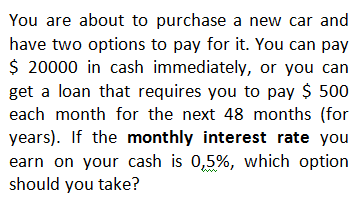 You are about to purchase a new car and
have two options to pay for it. You can pay
$ 20000 in cash immediately, or you can
get a loan that requires you to pay $ 500
each month for the next 48 months (for
years). If the monthly interest rate you
earn on your cash is 0,5%, which option
should you take?